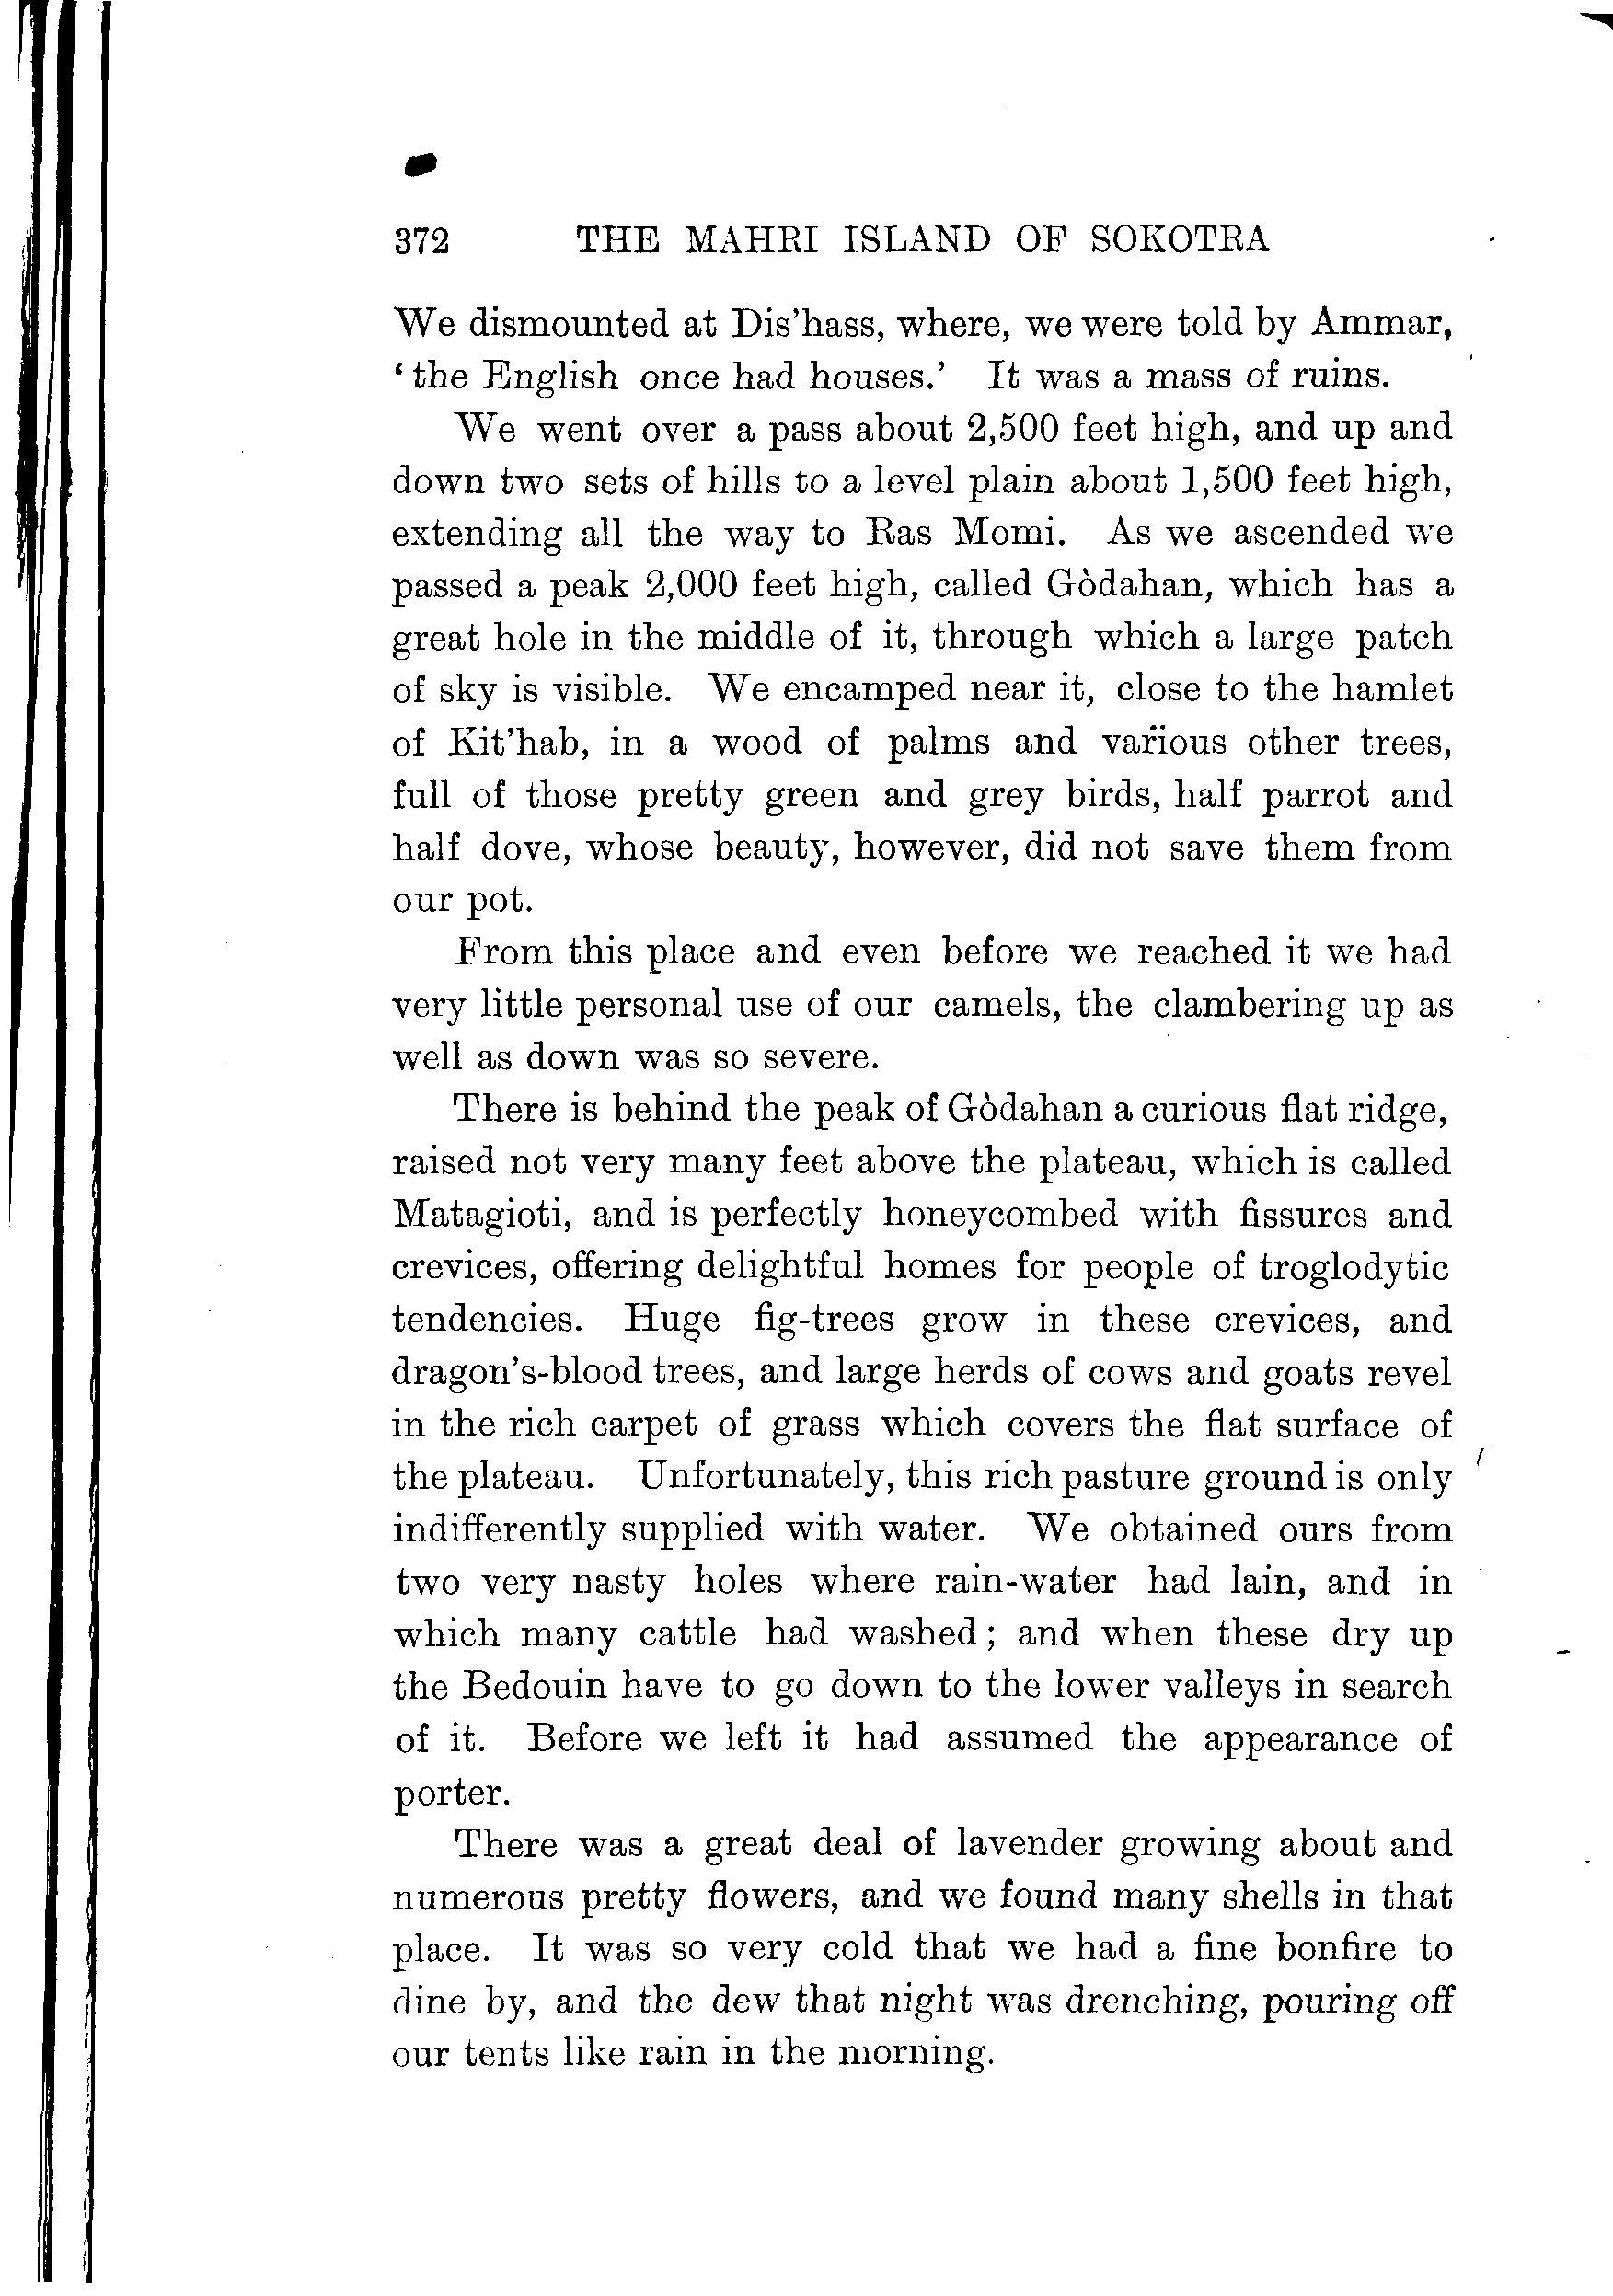 372 THE MAHRI ISLAND OF SOKOTRA
We dismounted at Dis'hass, where, we were told by Ammar,
‘the English once had houses.’ It was a mass of ruins.
We went over a pass about 2,500 feet high, and up and
down two sets of hills to a level plain about 1,500 feet high,
extending all the way to Ras Momi. As we ascended we
passed a peak 2,000 feet high, called Gòdahan, which has a
great hole in the middle of it, through which a large patch
of sky is visible. We encamped near it, close to the hamlet
of Kit'hab, in a wood of palms and various other trees,
full of those pretty green and grey birds, half parrot and
half dove, whose beauty, however, did not save them from
our pot.
From this place and even before we reached it we had
very little personal use of our camels, the clambering up as
well as down was so severe.
There is behind the peak of Gòdahan a curious flat ridge,
raised not very many feet above the plateau, which is called
Matagioti, and is perfectly honeycombed with fissures and
crevices, offering delightful homes for people of troglodytic
tendencies. Huge fig-trees grow in these crevices, and
dragon's-blood trees, and large herds of cows and goats revel
in the rich carpet of grass which covers the flat surface of
the plateau. Unfortunately, this rich pasture ground is only
indifferently supplied with water. We obtained ours from
two very nasty holes where rain-water had lain, and in
which many cattle had washed; and when these dry up
the Bedouin have to go down to the lower valleys in search
of it. Before we left it had assumed the appearance of
porter.
There was a great deal of lavender growing about and
numerous pretty flowers, and we found many shells in that
place. It was so very cold that we had a fine bonfire to
dine by, and the dew that night was drenching, pouring off
our tents like rain in the morning.